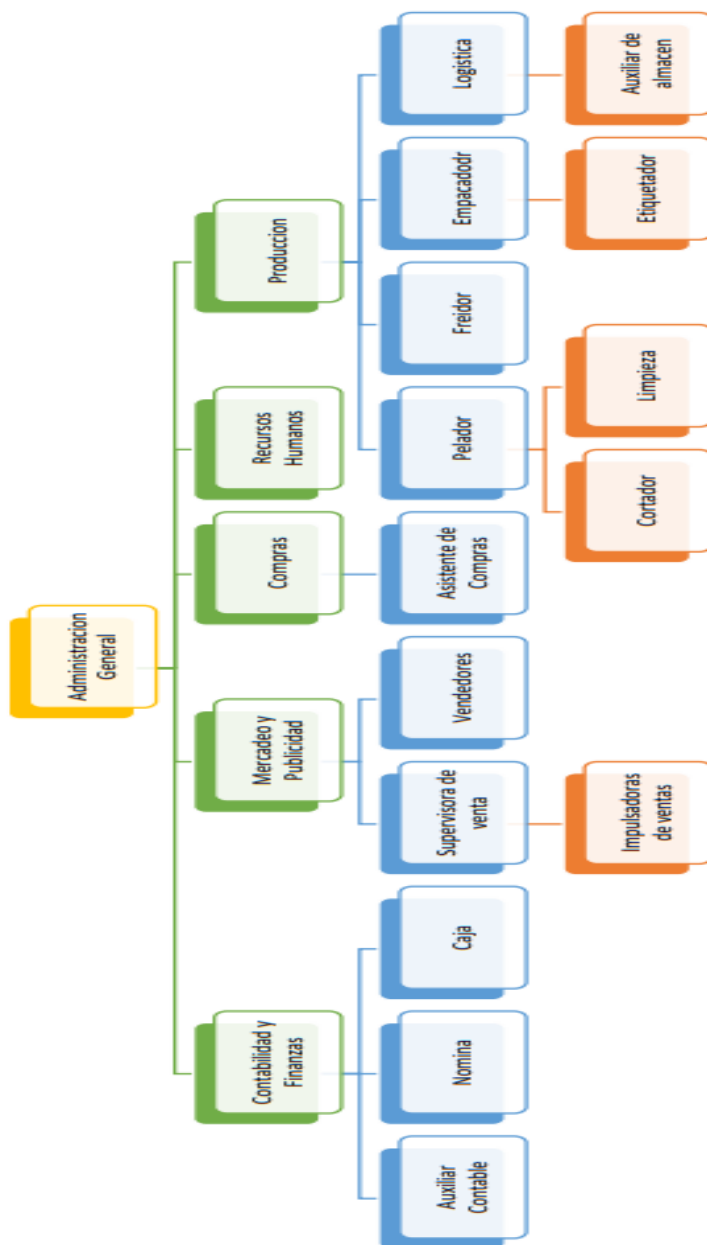 Administracion
General
Contabilidad y
Finanzas
Mercadeo y
Publicidad
Compras
Recursos
Humanos
Produccion
Auxiliar
Contable
Nomina
Caja
Supervisora de
venta
Vendedores
Asistente de
Compras
Pelador
Freidor
Empacadodr
Logistica
Impulsadoras
de ventas
Cortador
Limpieza
Etiquetador
Auxiliar de
almacen